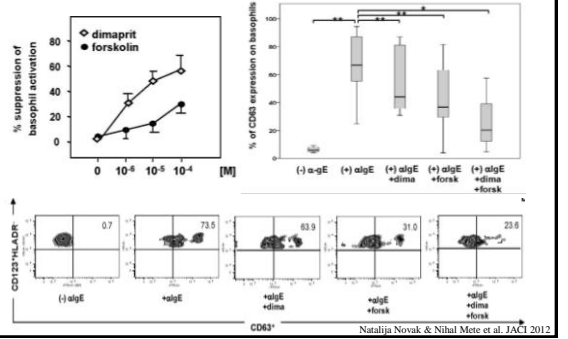 dimaprit
forskolin
% suppression of
basophil activation
80
60
40
20
0
0 10⁻⁶ 10⁻⁵ 10⁻⁴ [M]
% of CD63 expression on basophils
100
80
60
40
20
0
** ** ** *
(-) α-gE (+) αIgE (+) αIgE (+) αIgE (+) αIgE
+dima +forsk +dima
+forsk
CD123⁺HLADR⁻
0.7 73.5 63.9 31.0 23.6
(-) αIgE +αIgE +αIgE +αIgE +αIgE
+dima +forsk +dima
+forsk
CD63⁺
Natalija Novak & Nihal Mete et al. JACI 2012